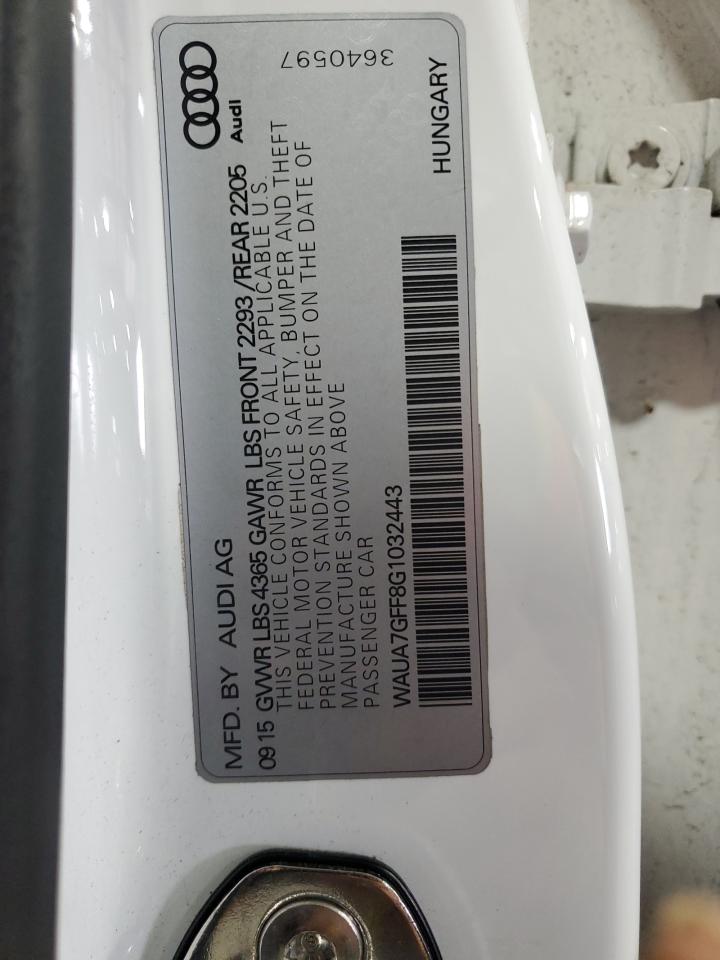 MFD. BY AUDI AG
Audi
09 15 GVWR LBS 4365 GAWR LBS FRONT 2293 /REAR 2205
THIS VEHICLE CONFORMS TO ALL APPLICABLE U.S.
FEDERAL MOTOR VEHICLE SAFETY, BUMPER AND THEFT
PREVENTION STANDARDS IN EFFECT ON THE DATE OF
MANUFACTURE SHOWN ABOVE
PASSENGER CAR
3640597
WAUA7GFF8G1032443
HUNGARY